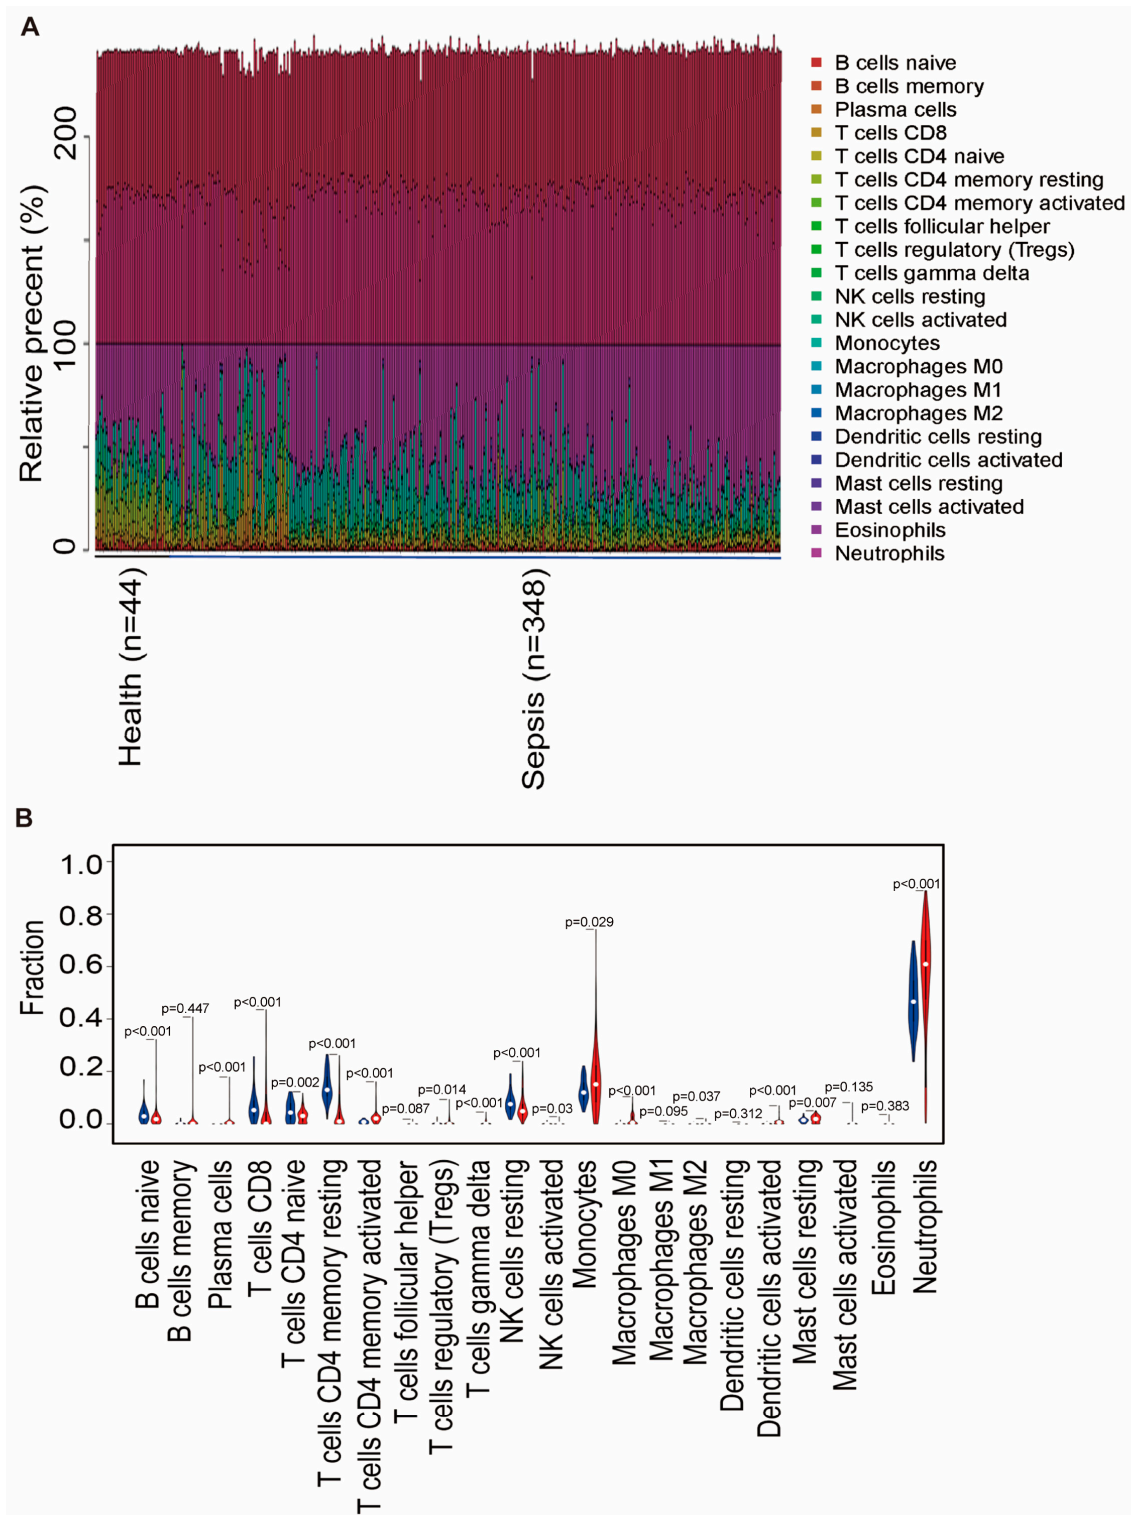 A
Relative precent (%)
200
100
0
Health (n=44)
Sepsis (n=348)
B cells naive
B cells memory
Plasma cells
T cells CD8
T cells CD4 naive
T cells CD4 memory resting
T cells CD4 memory activated
T cells follicular helper
T cells regulatory (Tregs)
T cells gamma delta
NK cells resting
NK cells activated
Monocytes
Macrophages M0
Macrophages M1
Macrophages M2
Dendritic cells resting
Dendritic cells activated
Mast cells resting
Mast cells activated
Eosinophils
Neutrophils
B
Fraction
1.0
0.8
0.6
0.4
0.2
0.0
p<0.001
p=0.447
p<0.001
p<0.001
p=0.002
p<0.001
p<0.001
p=0.087
p=0.014
p<0.001
p<0.001
p=0.03
p=0.029
p<0.001
p=0.095
p=0.037
p=0.312
p<0.001
p=0.007
p=0.135
p=0.383
p<0.001
B cells naive
B cells memory
Plasma cells
T cells CD8
T cells CD4 naive
T cells CD4 memory resting
T cells CD4 memory activated
T cells follicular helper
T cells regulatory (Tregs)
T cells gamma delta
NK cells resting
NK cells activated
Monocytes
Macrophages M0
Macrophages M1
Macrophages M2
Dendritic cells resting
Dendritic cells activated
Mast cells resting
Mast cells activated
Eosinophils
Neutrophils